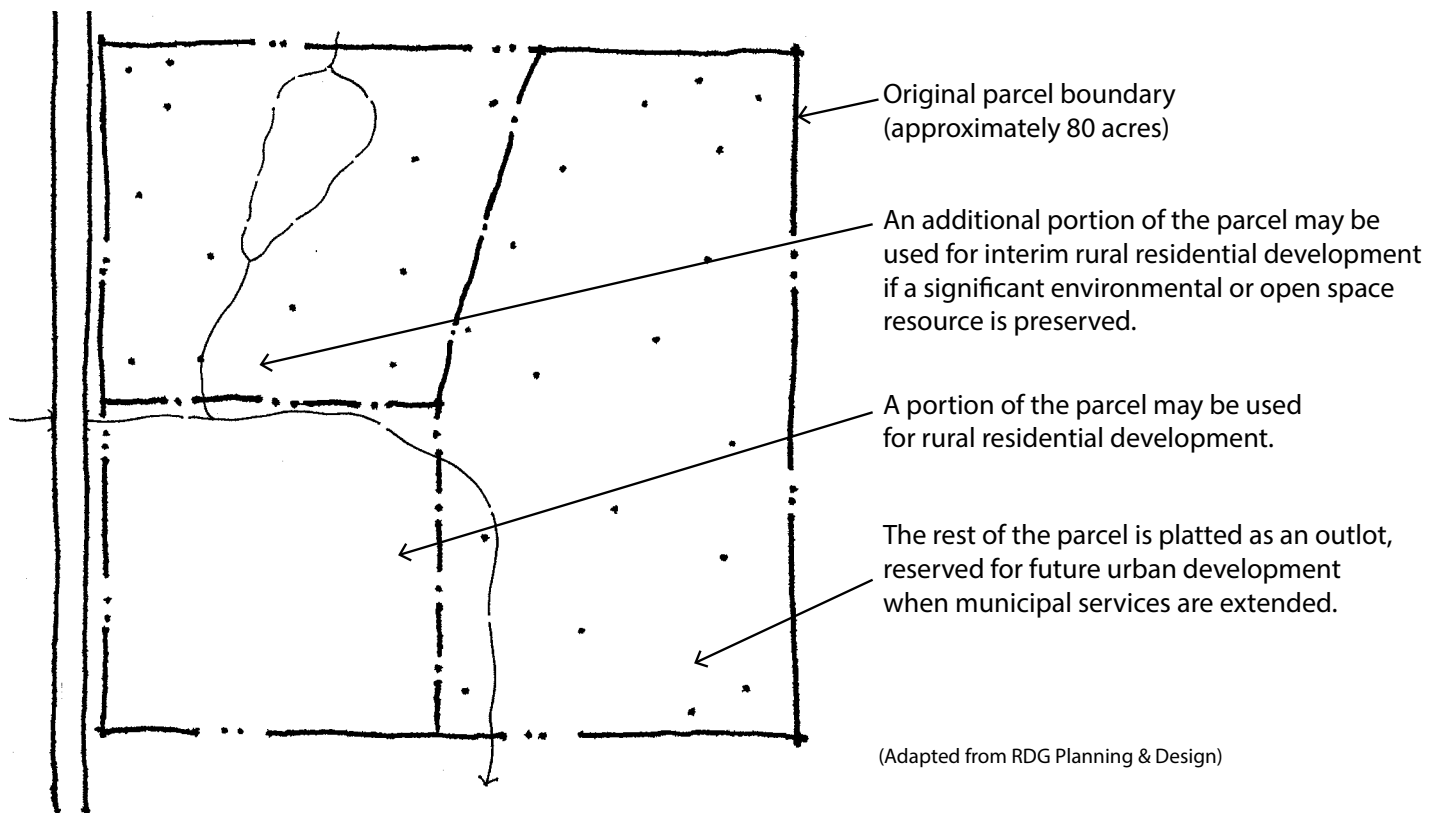 Original parcel boundary
(approximately 80 acres)
An additional portion of the parcel may be
used for interim rural residential development
if a significant environmental or open space
resource is preserved.
A portion of the parcel may be used
for rural residential development.
The rest of the parcel is platted as an outlot,
reserved for future urban development
when municipal services are extended.
(Adapted from RDG Planning & Design)